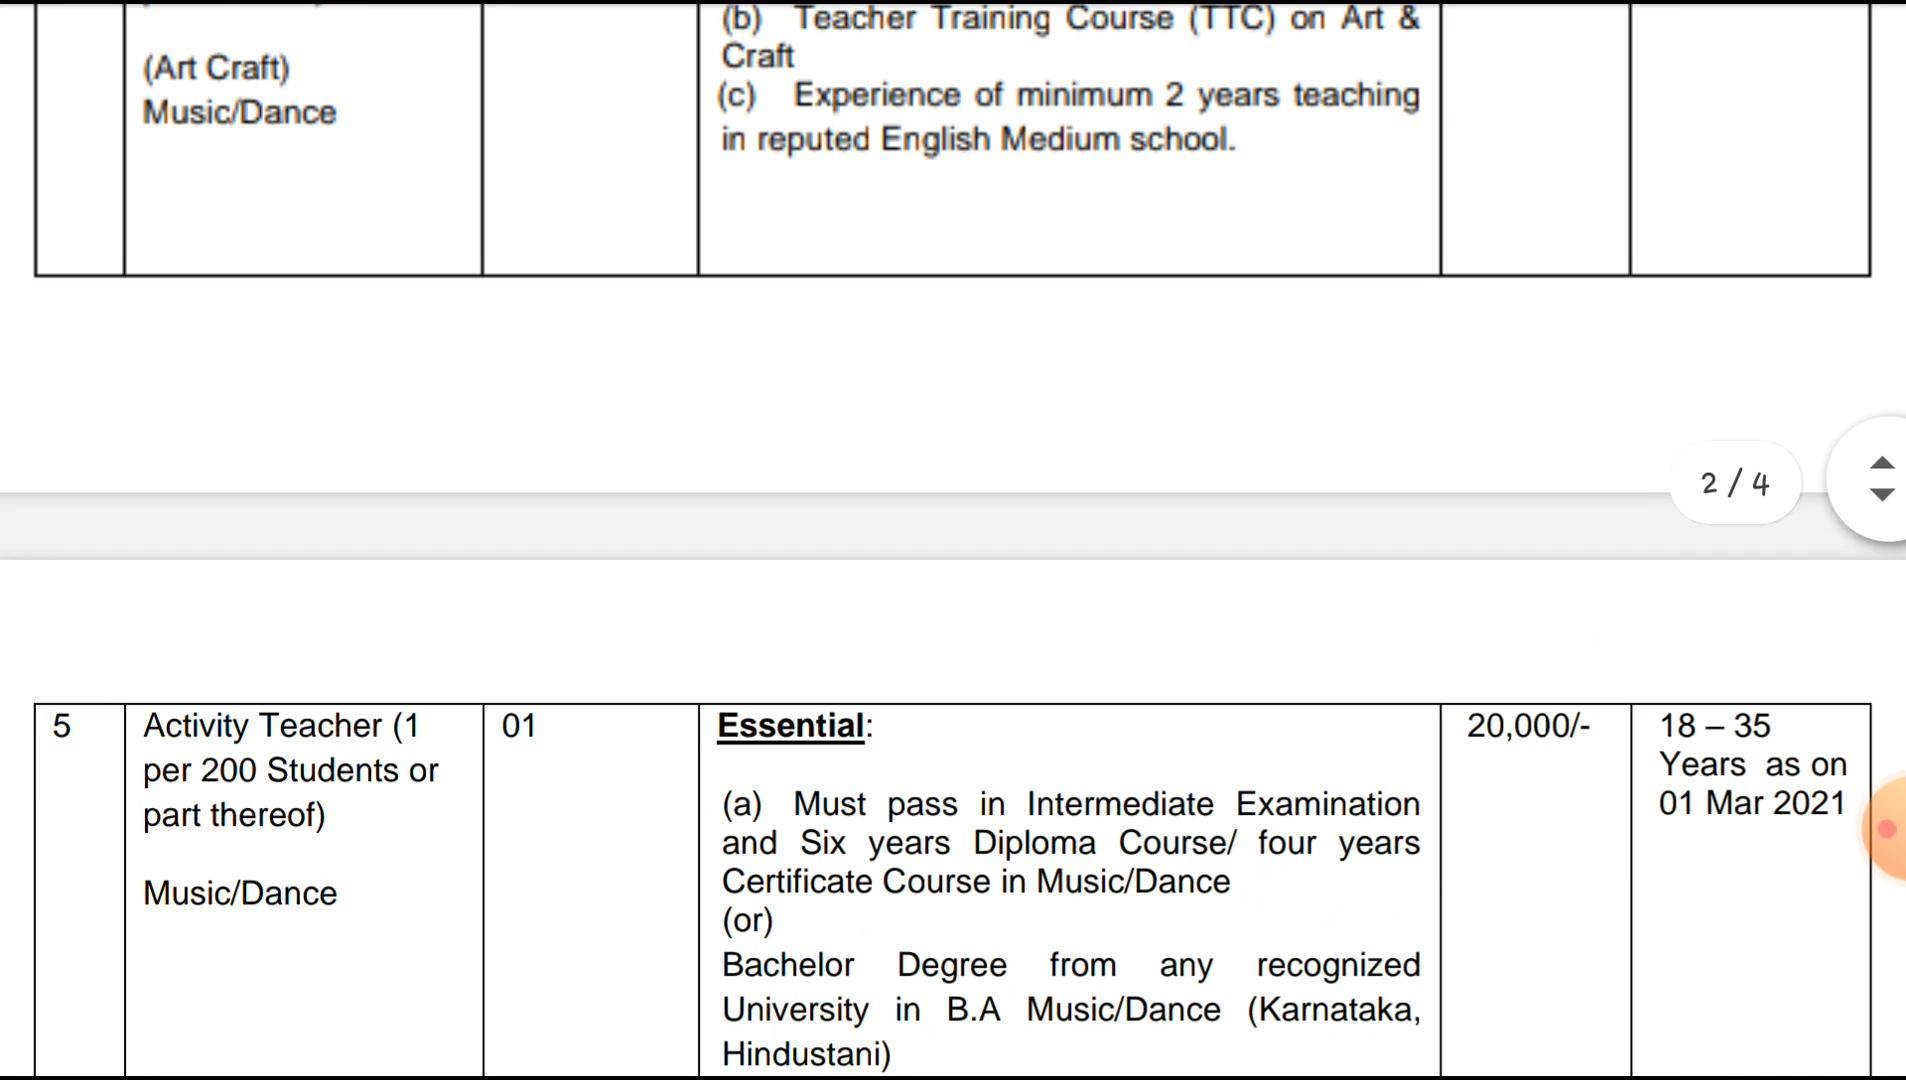 (Art Craft)
Music/Dance
(b) Teacher Training Course (TTC) on Art &
Craft
(c) Experience of minimum 2 years teaching
in reputed English Medium school.
2 / 4
5
Activity Teacher (1
per 200 Students or
part thereof)
Music/Dance
01
Essential:
(a) Must pass in Intermediate Examination
and Six years Diploma Course/ four years
Certificate Course in Music/Dance
(or)
Bachelor Degree from any recognized
University in B.A Music/Dance (Karnataka,
Hindustani)
20,000/-
18 – 35
Years as on
01 Mar 2021